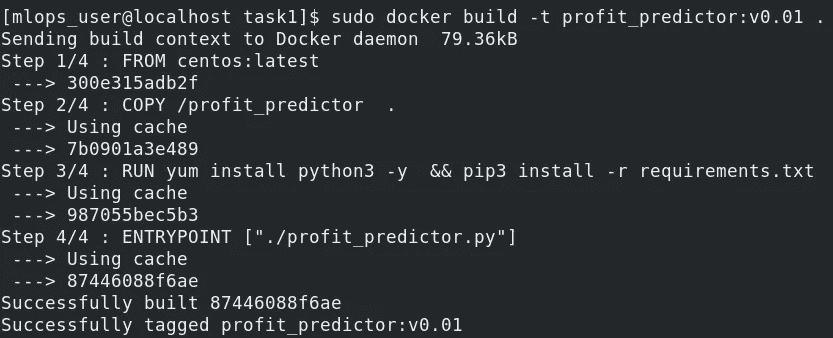 [mlops_user@localhost task1]$ sudo docker build -t profit_predictor:v0.01 .
Sending build context to Docker daemon  79.36kB
Step 1/4 : FROM centos:latest
 ---> 300e315adb2f
Step 2/4 : COPY /profit_predictor  .
 ---> Using cache
 ---> 7b0901a3e489
Step 3/4 : RUN yum install python3 -y  && pip3 install -r requirements.txt
 ---> Using cache
 ---> 987055bec5b3
Step 4/4 : ENTRYPOINT ["./profit_predictor.py"]
 ---> Using cache
 ---> 87446088f6ae
Successfully built 87446088f6ae
Successfully tagged profit_predictor:v0.01